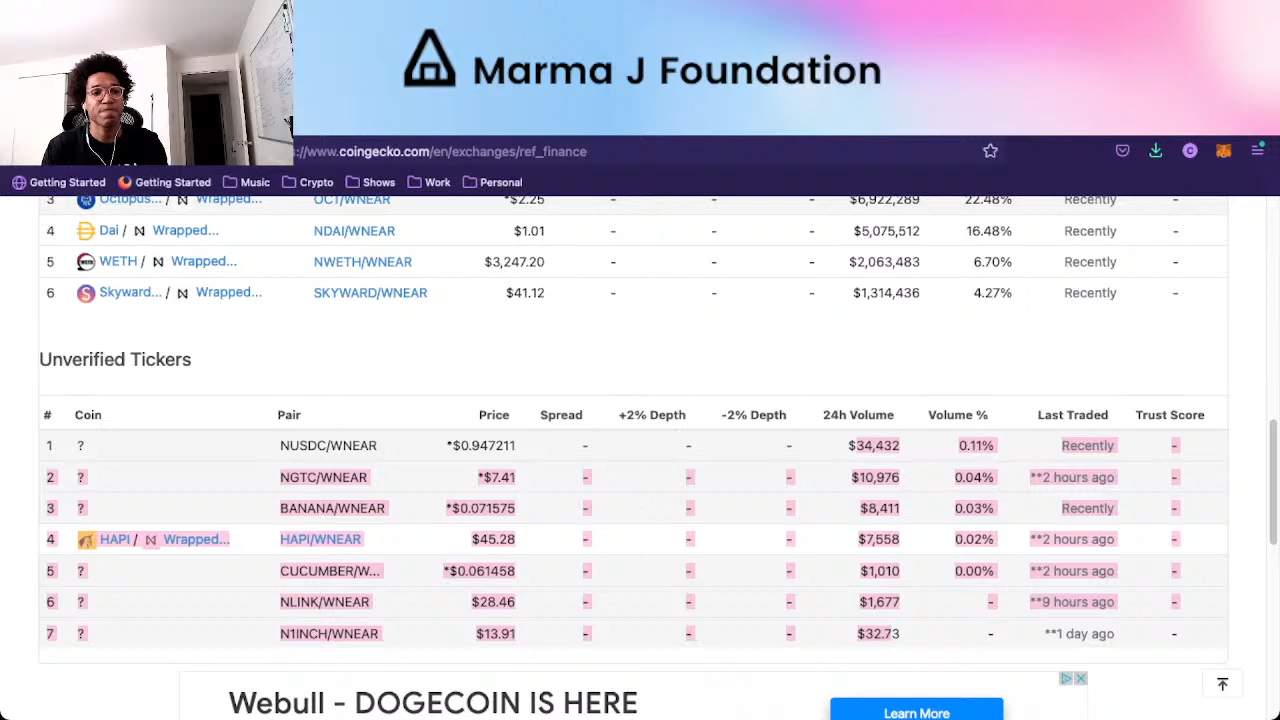 Marma J Foundation
://www.coingecko.com/en/exchanges/ref_finance
Getting Started Getting Started Music Crypto Shows Work Personal
3 Octopus... / Wrapped... OCT/WNEAR *$2.25 - - - $6,922,289 22.48% Recently -
4 Dai / Wrapped... NDAI/WNEAR $1.01 - - - $5,075,512 16.48% Recently -
5 WETH / Wrapped... NWETH/WNEAR $3,247.20 - - - $2,063,483 6.70% Recently -
6 Skyward... / Wrapped... SKYWARD/WNEAR $41.12 - - - $1,314,436 4.27% Recently -
Unverified Tickers
# Coin Pair Price Spread +2% Depth -2% Depth 24h Volume Volume % Last Traded Trust Score
1 ? NUSDC/WNEAR *$0.947211 - - - $34,432 0.11% Recently -
2 ? NGTC/WNEAR *$7.41 - - - $10,976 0.04% **2 hours ago -
3 ? BANANA/WNEAR *$0.071575 - - - $8,411 0.03% Recently -
4 HAPI / Wrapped... HAPI/WNEAR $45.28 - - - $7,558 0.02% **2 hours ago -
5 ? CUCUMBER/W... *$0.061458 - - - $1,010 0.00% **2 hours ago -
6 ? NLINK/WNEAR $28.46 - - - $1,677 - **9 hours ago -
7 ? N1INCH/WNEAR $13.91 - - - $32.73 - **1 day ago -
Webull - DOGECOIN IS HERE
Learn More